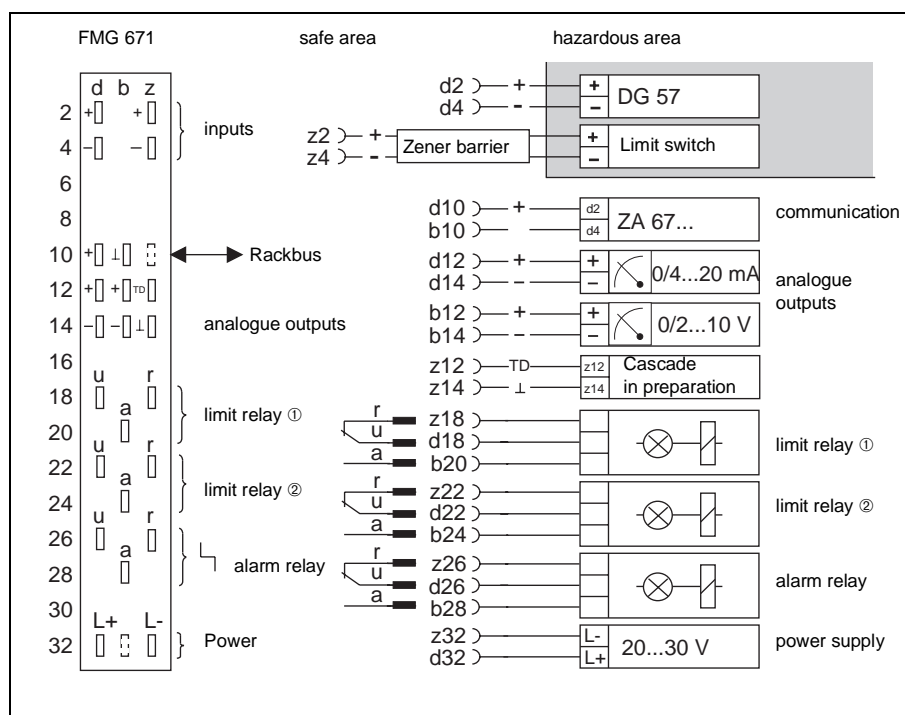 FMG 671 safe area hazardous area
d b z
2 + +
4 − −
inputs
6
8
10 + ⊥
Rackbus
12 + + TD
14 − − ⊥
analogue outputs
16
u r
18
a
20
limit relay ①
u r
22
a
24
limit relay ②
u r
26
a
28
alarm relay
30
L+ L-
32
Power
d2 + + DG 57
d4 - −
z2 + Zener barrier + Limit switch
z4 - −
d10 + d2 ZA 67... communication
b10 d4
d12 + + 0/4...20 mA
d14 − −
analogue
outputs
b12 + + 0/2...10 V
b14 − −
z12 TD z12 Cascade
z14 ⊥ z14 in preparation
r z18
u d18
a b20
limit relay ①
r z22
u d22
a b24
limit relay ②
r z26
u d26
a b28
alarm relay
z32 L- 20...30 V power supply
d32 L+